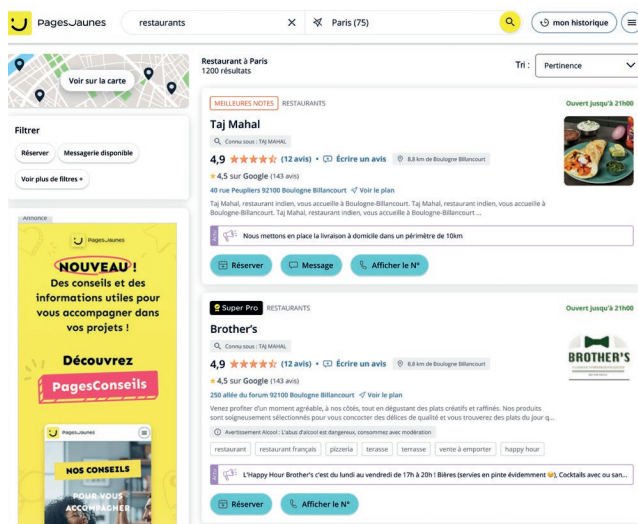 PagesJaunes
restaurants
Paris (75)
mon historique
Voir sur la carte
Filtrer
Réserver
Messagerie disponible
Voir plus de filtres +
Annonce
PagesJaunes
NOUVEAU !
Des conseils et des
informations utiles pour
vous accompagner dans
vos projets !
Découvrez
PagesConseils
PagesJaunes
NOS CONSEILS
POUR VOUS
ACCOMPAGNER
Restaurant à Paris
1200 résultats
Tri :
Pertinence
MEILLEURES NOTES RESTAURANTS
Ouvert jusqu'à 21h00
Taj Mahal
Connu sous : TAJ MAHAL
4,9 (12 avis) • Écrire un avis 8.8 km de Boulogne Billancourt
4,5 sur Google (143 avis)
40 rue Peupliers 92100 Boulogne Billancourt Voir le plan
Taj Mahal, restaurant indien, vous accueille à Boulogne-Billancourt. Taj Mahal, restaurant indien, vous accueille à
Boulogne-Billancourt. Taj Mahal, restaurant indien, vous accueille à Boulogne-Billancourt ...
Actu
Nous mettons en place la livraison à domicile dans un périmètre de 10km
Réserver
Message
Afficher le N°
Super Pro RESTAURANTS
Ouvert jusqu'à 21h00
Brother's
Connu sous : TAJ MAHAL
4,9 (12 avis) • Écrire un avis 8.8 km de Boulogne Billancourt
4,5 sur Google (143 avis)
250 allée du forum 92100 Boulogne Billancourt Voir le plan
Venez profiter d'un moment agréable, à nos côtés, tout en dégustant des plats créatifs et raffinés. Nos produits
sont soigneusement sélectionnés pour vous concocter des délices de qualité et vous trouverez des plats du jour q...
Avertissement Alcool : L'abus d'alcool est dangereux, consommez avec modération
restaurant
restaurant français
pizzeria
terasse
terrasse
vente à emporter
happy hour
Actu
L'Happy Hour Brother's c'est du lundi au vendredi de 17h à 20h ! Bières (servies en pinte évidemment), Cocktails avec ou san...
Réserver
Afficher le N°
BROTHER'S